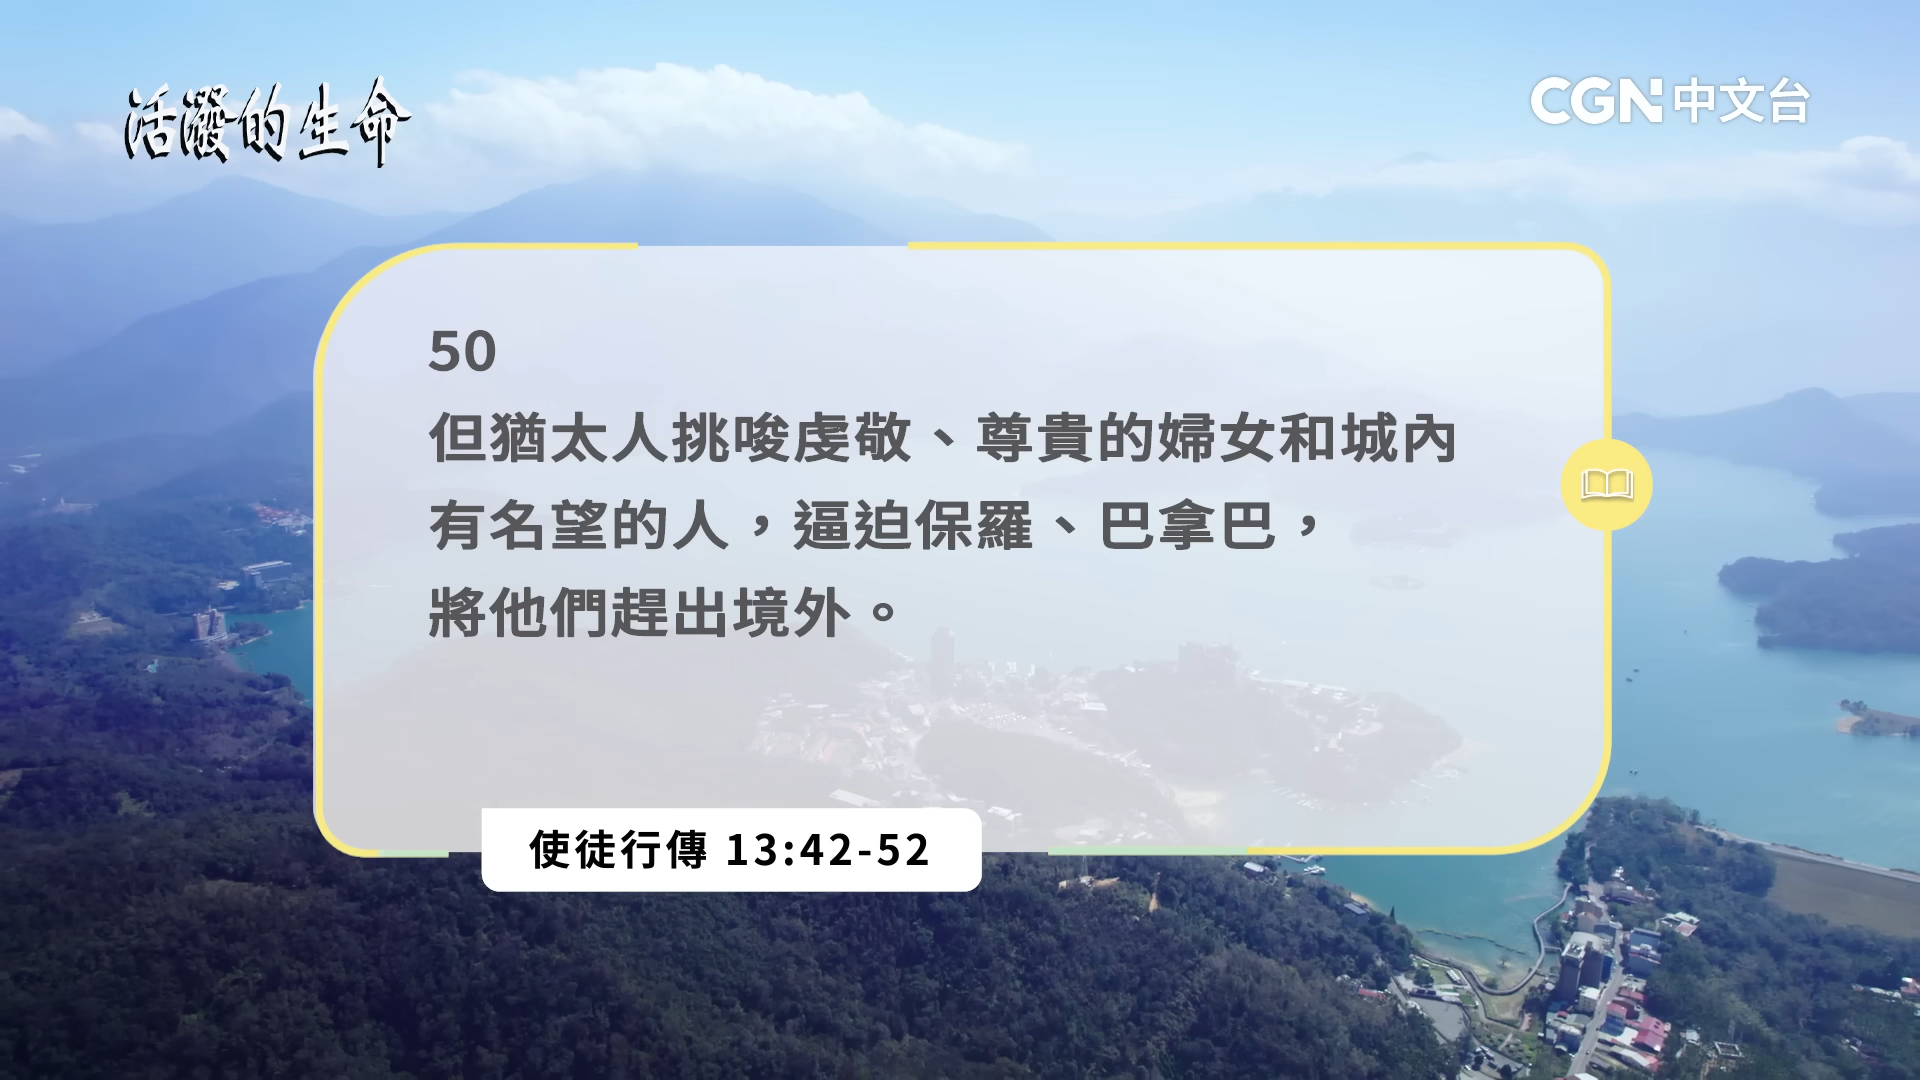 活潑的生命
CGN中文台
50
但猶太人挑唆虔敬、尊貴的婦女和城內
有名望的人，逼迫保羅、巴拿巴，
將他們趕出境外。
使徒行傳 13:42-52